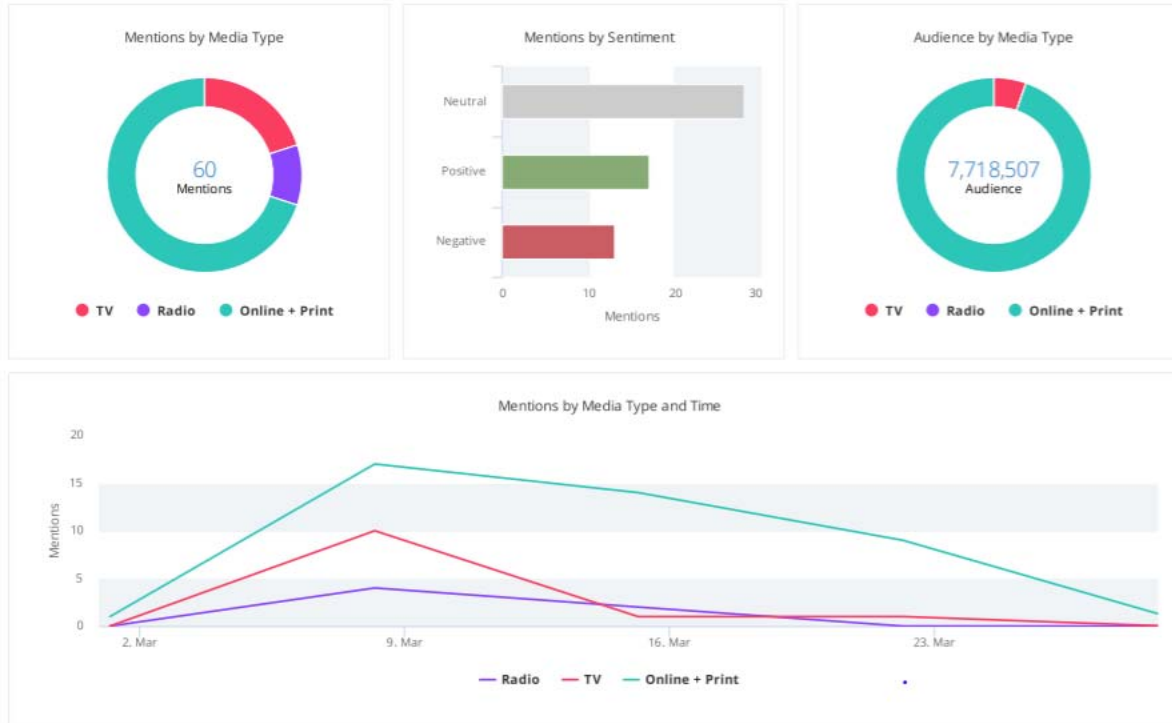 Mentions by Media Type
60
Mentions
TV Radio Online + Print
Mentions by Sentiment
Neutral
Positive
Negative
0 10 20 30
Mentions
Audience by Media Type
7,718,507
Audience
TV Radio Online + Print
Mentions by Media Type and Time
Mentions
20
15
10
5
0
2. Mar 9. Mar 16. Mar 23. Mar
Radio TV Online + Print